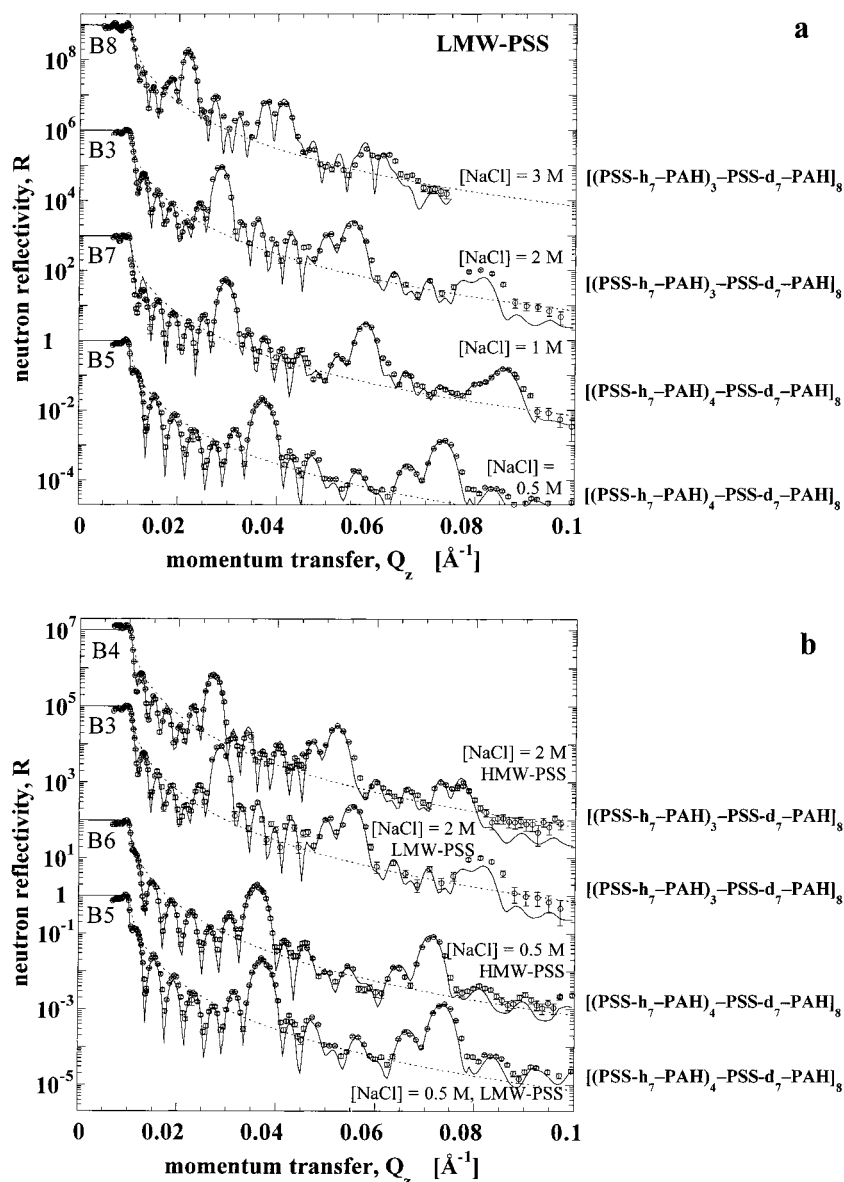 a
LMW-PSS
B8
B3
B7
B5
10^8
10^6
10^4
10^2
1
10^-2
10^-4
neutron reflectivity, R
[NaCl] = 3 M
[NaCl] = 2 M
[NaCl] = 1 M
[NaCl] =
0.5 M
[(PSS-h7–PAH)3–PSS-d7–PAH]8
[(PSS-h7–PAH)3–PSS-d7–PAH]8
[(PSS-h7–PAH)4–PSS-d7–PAH]8
[(PSS-h7–PAH)4–PSS-d7–PAH]8
0 0.02 0.04 0.06 0.08 0.1
momentum transfer, Qz [Å^-1]
b
B4
B3
B6
B5
10^7
10^5
10^3
10^1
1
10^-1
10^-3
10^-5
neutron reflectivity, R
[NaCl] = 2 M
HMW-PSS
[NaCl] = 2 M
LMW-PSS
[NaCl] = 0.5 M
HMW-PSS
[NaCl] = 0.5 M, LMW-PSS
[(PSS-h7–PAH)3–PSS-d7–PAH]8
[(PSS-h7–PAH)3–PSS-d7–PAH]8
[(PSS-h7–PAH)4–PSS-d7–PAH]8
[(PSS-h7–PAH)4–PSS-d7–PAH]8
0 0.02 0.04 0.06 0.08 0.1
momentum transfer, Qz [Å^-1]